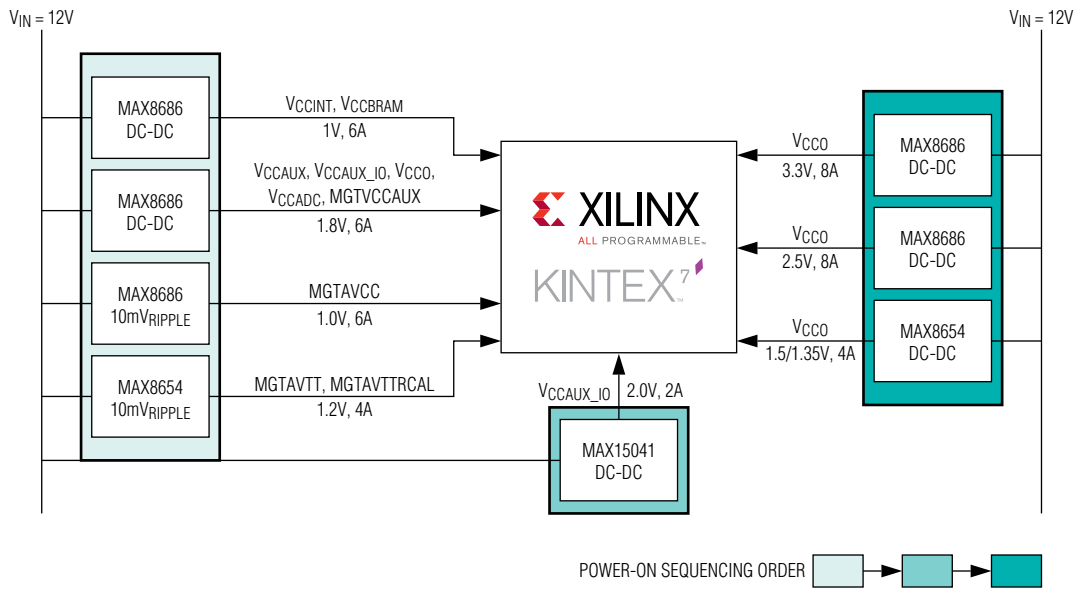 VIN = 12V
VIN = 12V
MAX8686
DC-DC
VCCINT, VCCBRAM
1V, 6A
MAX8686
DC-DC
VCCAUX, VCCAUX_IO, VCCO,
VCCADC, MGTVCCAUX
1.8V, 6A
MAX8686
10mVRIPPLE
MGTAVCC
1.0V, 6A
MAX8654
10mVRIPPLE
MGTAVTT, MGTAVTTRCAL
1.2V, 4A
XILINX
ALL PROGRAMMABLE™
KINTEX7™
VCCO
3.3V, 8A
MAX8686
DC-DC
VCCO
2.5V, 8A
MAX8686
DC-DC
VCCO
1.5/1.35V, 4A
MAX8654
DC-DC
VCCAUX_IO 2.0V, 2A
MAX15041
DC-DC
POWER-ON SEQUENCING ORDER